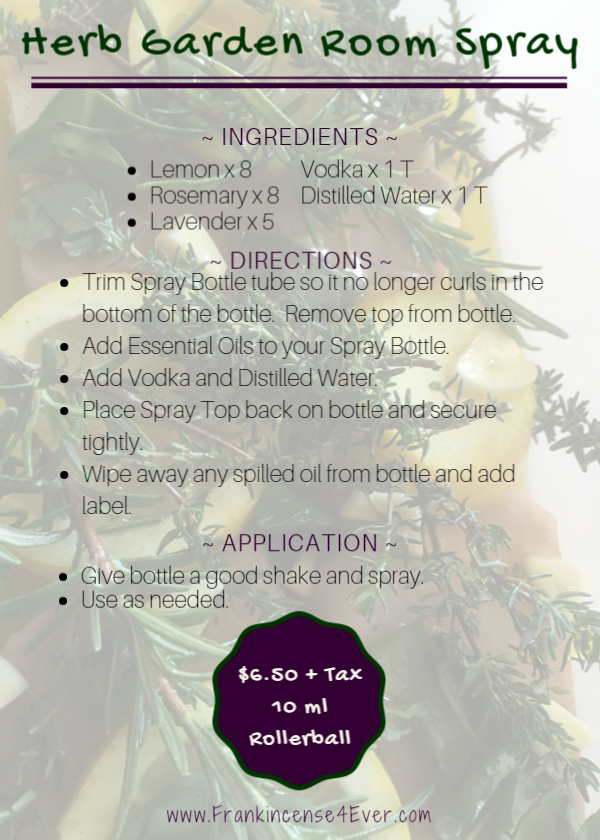 Herb Garden Room Spray
~ INGREDIENTS ~
• Lemon x 8 Vodka x 1 T
• Rosemary x 8 Distilled Water x 1 T
• Lavender x 5
~ DIRECTIONS ~
• Trim Spray Bottle tube so it no longer curls in the
bottom of the bottle. Remove top from bottle.
• Add Essential Oils to your Spray Bottle.
• Add Vodka and Distilled Water.
• Place Spray Top back on bottle and secure
tightly.
• Wipe away any spilled oil from bottle and add
label.
~ APPLICATION ~
• Give bottle a good shake and spray.
• Use as needed.
$6.50 + Tax
10 ml
Rollerball
www.Frankincense4Ever.com